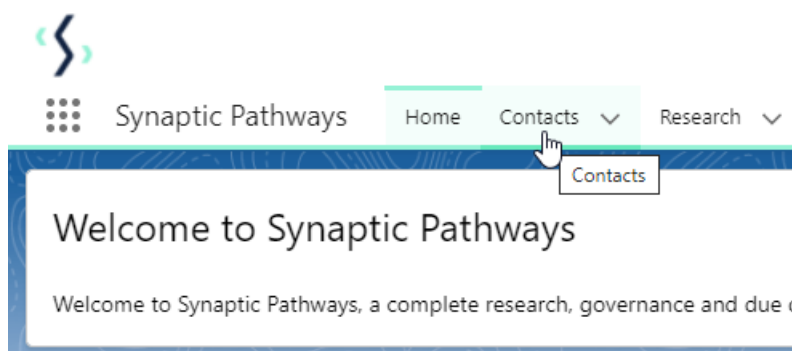 Synaptic Pathways Home Contacts Research
Contacts
Welcome to Synaptic Pathways
Welcome to Synaptic Pathways, a complete research, governance and due